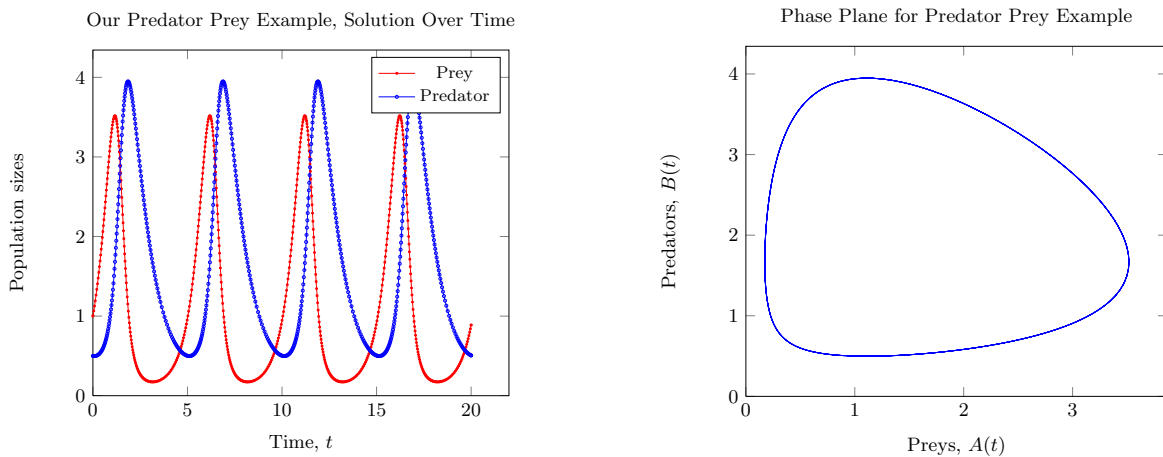 Our Predator Prey Example, Solution Over Time
Prey
Predator
4
3
2
1
0
0 5 10 15 20
Population sizes
Time, t
Phase Plane for Predator Prey Example
4
3
2
1
0
0 1 2 3
Predators, B(t)
Preys, A(t)